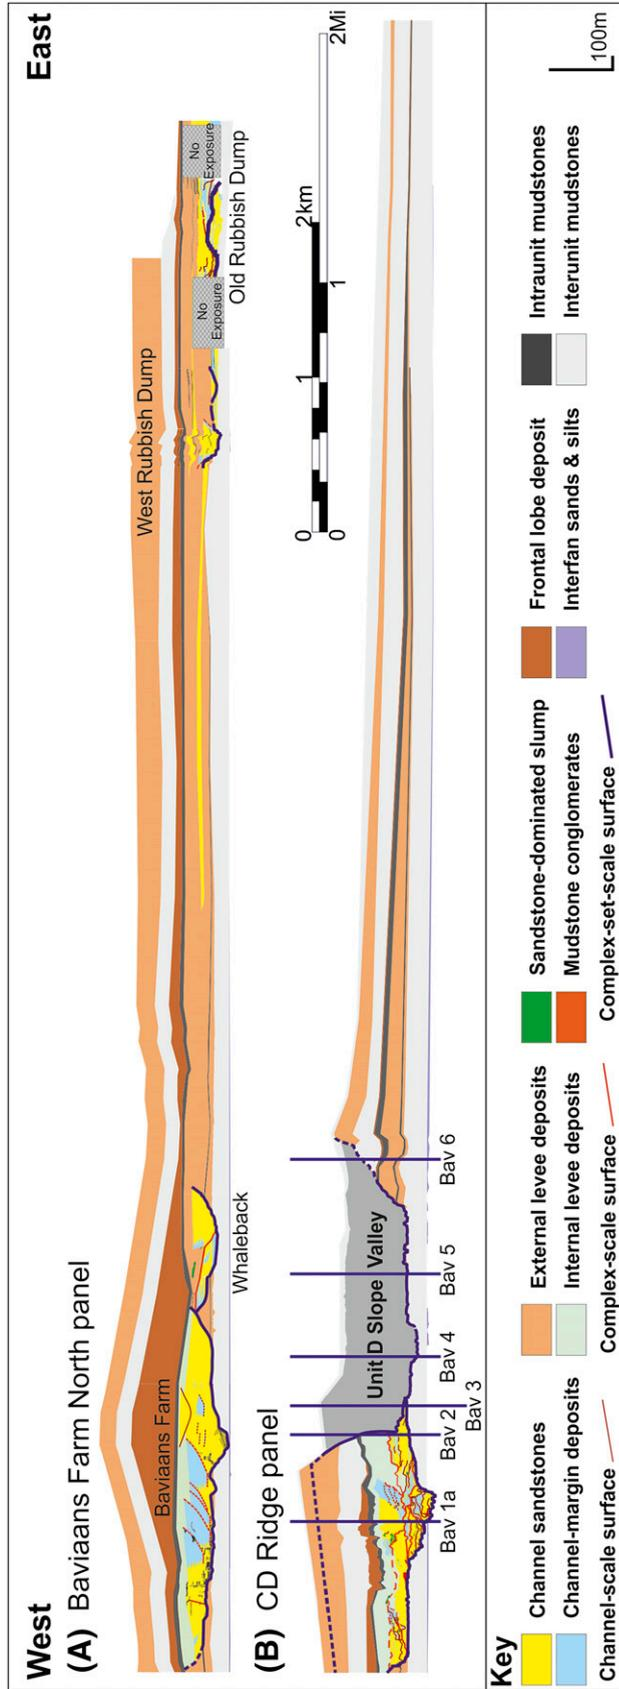 West
East
(A) Baviaans Farm North panel
Baviaans Farm
Whaleback
West Rubbish Dump
No Exposure
No Exposure
Old Rubbish Dump
(B) CD Ridge panel
Unit D Slope Valley
Bav 1a
Bav 2
Bav 3
Bav 4
Bav 5
Bav 6
0 1 2km
0 1 2Mi
Key
Channel sandstones
External levee deposits
Sandstone-dominated slump
Frontal lobe deposit
Intraunit mudstones
Channel-margin deposits
Internal levee deposits
Mudstone conglomerates
Interfan sands & silts
Interunit mudstones
Channel-scale surface
Complex-scale surface
Complex-set-scale surface
100m